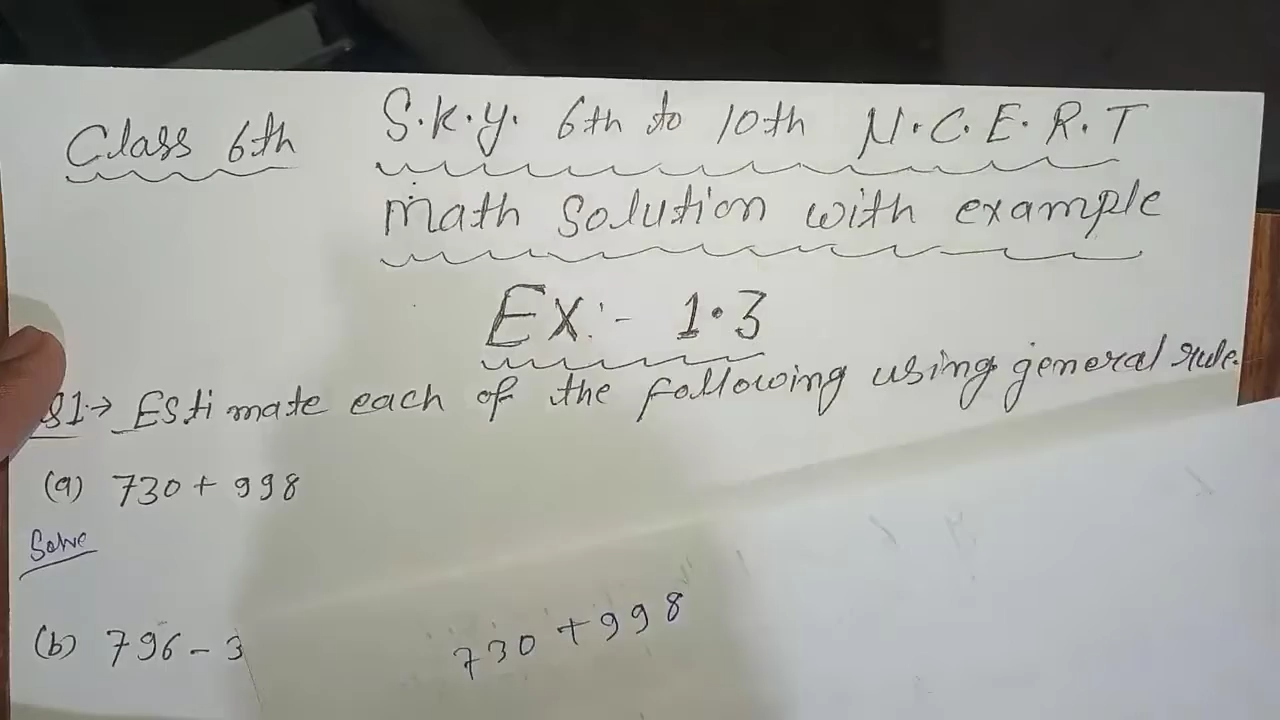 Class 6th
S.K.y. 6th to 10th N.C.E.R.T
math Solution with example
EX:- 1.3
Q1:→ Estimate each of the following using general rule.
(a) 730 + 998
Solve
(b) 796 - 3
730 + 998